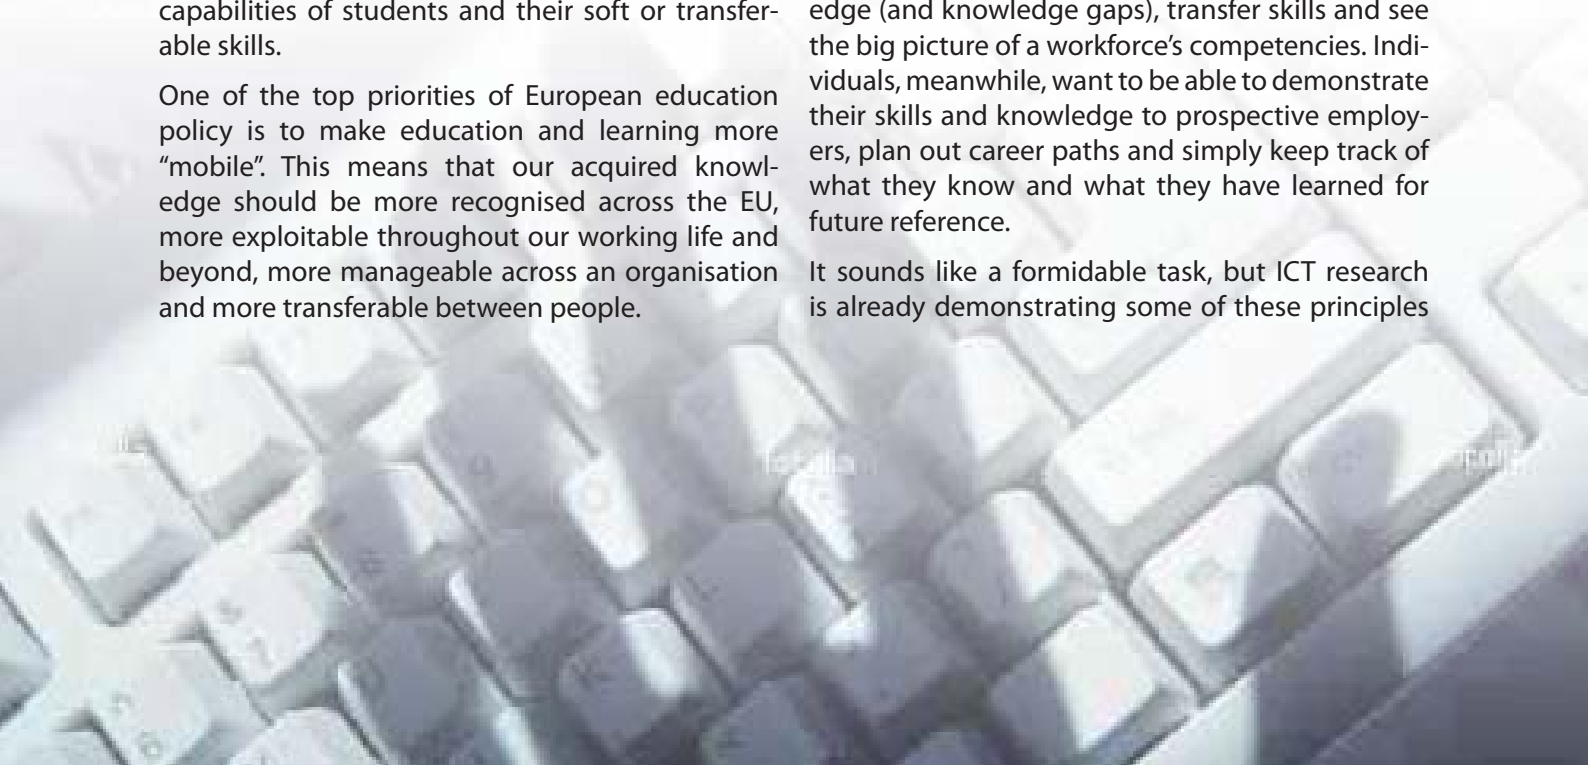 capabilities of students and their soft or transfer-
able skills.
One of the top priorities of European education
policy is to make education and learning more
“mobile”. This means that our acquired knowl-
edge should be more recognised across the EU,
more exploitable throughout our working life and
beyond, more manageable across an organisation
and more transferable between people.
edge (and knowledge gaps), transfer skills and see
the big picture of a workforce’s competencies. Indi-
viduals, meanwhile, want to be able to demonstrate
their skills and knowledge to prospective employ-
ers, plan out career paths and simply keep track of
what they know and what they have learned for
future reference.
It sounds like a formidable task, but ICT research
is already demonstrating some of these principles